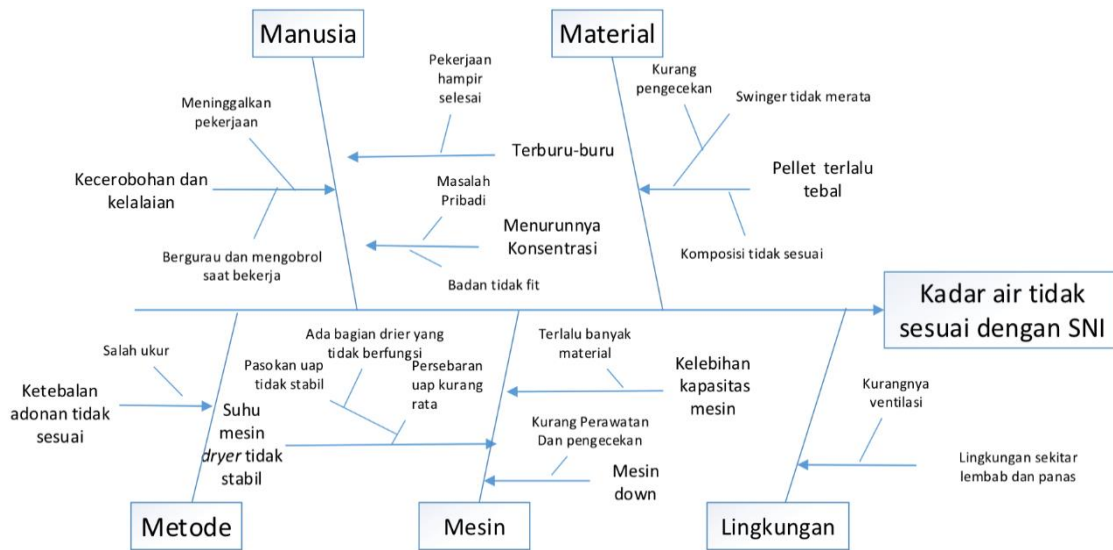 Manusia
Material
Pekerjaan
hampir
selesai
Kurang
pengecekan
Swinger tidak merata
Meninggalkan
pekerjaan
Terburu-buru
Kecerobohan dan
kelalaian
Pellet terlalu
tebal
Masalah
Pribadi
Menurunnya
Konsentrasi
Bergurau dan mengobrol
saat bekerja
Badan tidak fit
Komposisi tidak sesuai
Kadar air tidak
sesuai dengan SNI
Salah ukur
Ketebalan
adonan tidak
sesuai
Ada bagian drier yang
tidak berfungsi
Pasokan uap
tidak stabil
Persebaran
uap kurang
rata
Suhu
mesin
dryer tidak
stabil
Terlalu banyak
material
Kelebihan
kapasitas
mesin
Kurang Perawatan
Dan pengecekan
Mesin
down
Kurangnya
ventilasi
Lingkungan sekitar
lembab dan panas
Metode
Mesin
Lingkungan